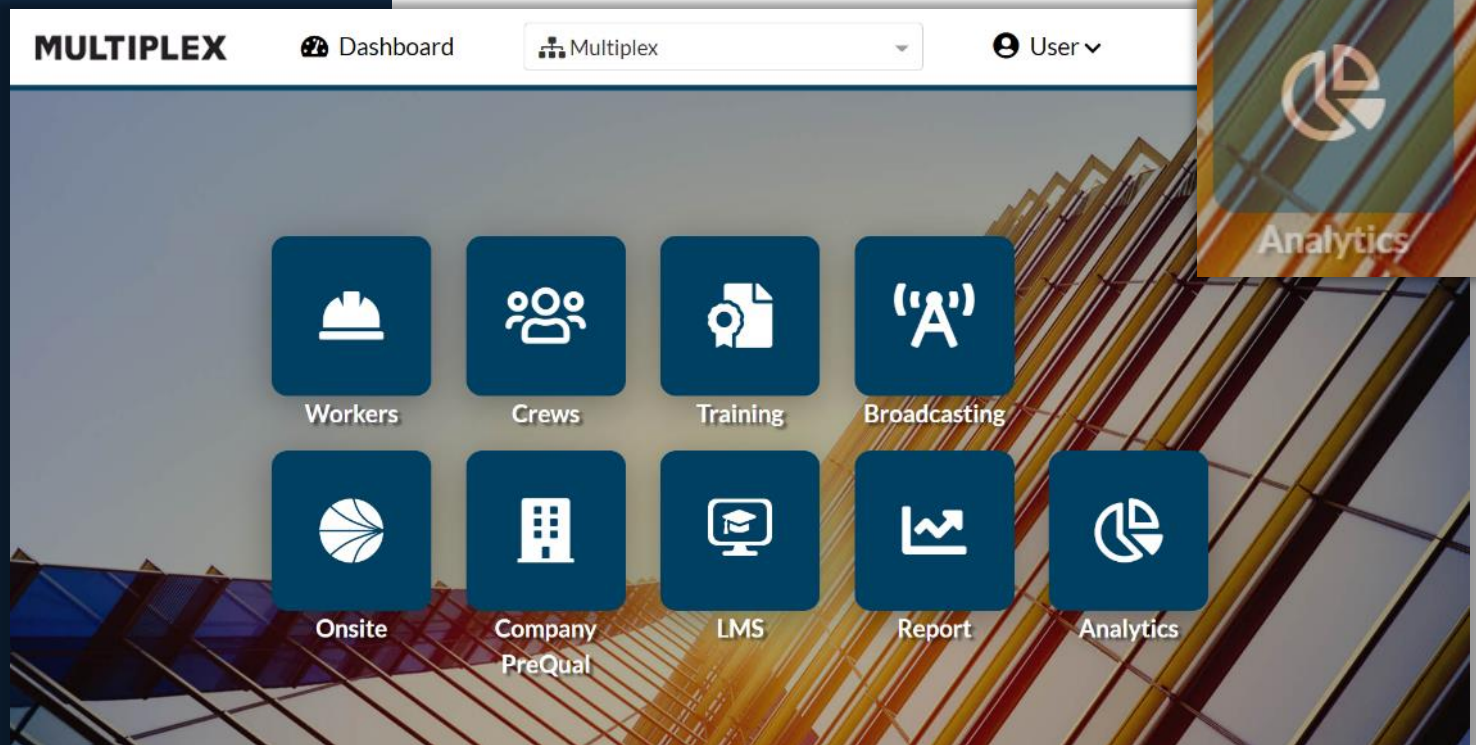 MULTIPLEX Dashboard Multiplex User
Analytics
Workers Crews Training Broadcasting
Onsite Company PreQual LMS Report Analytics